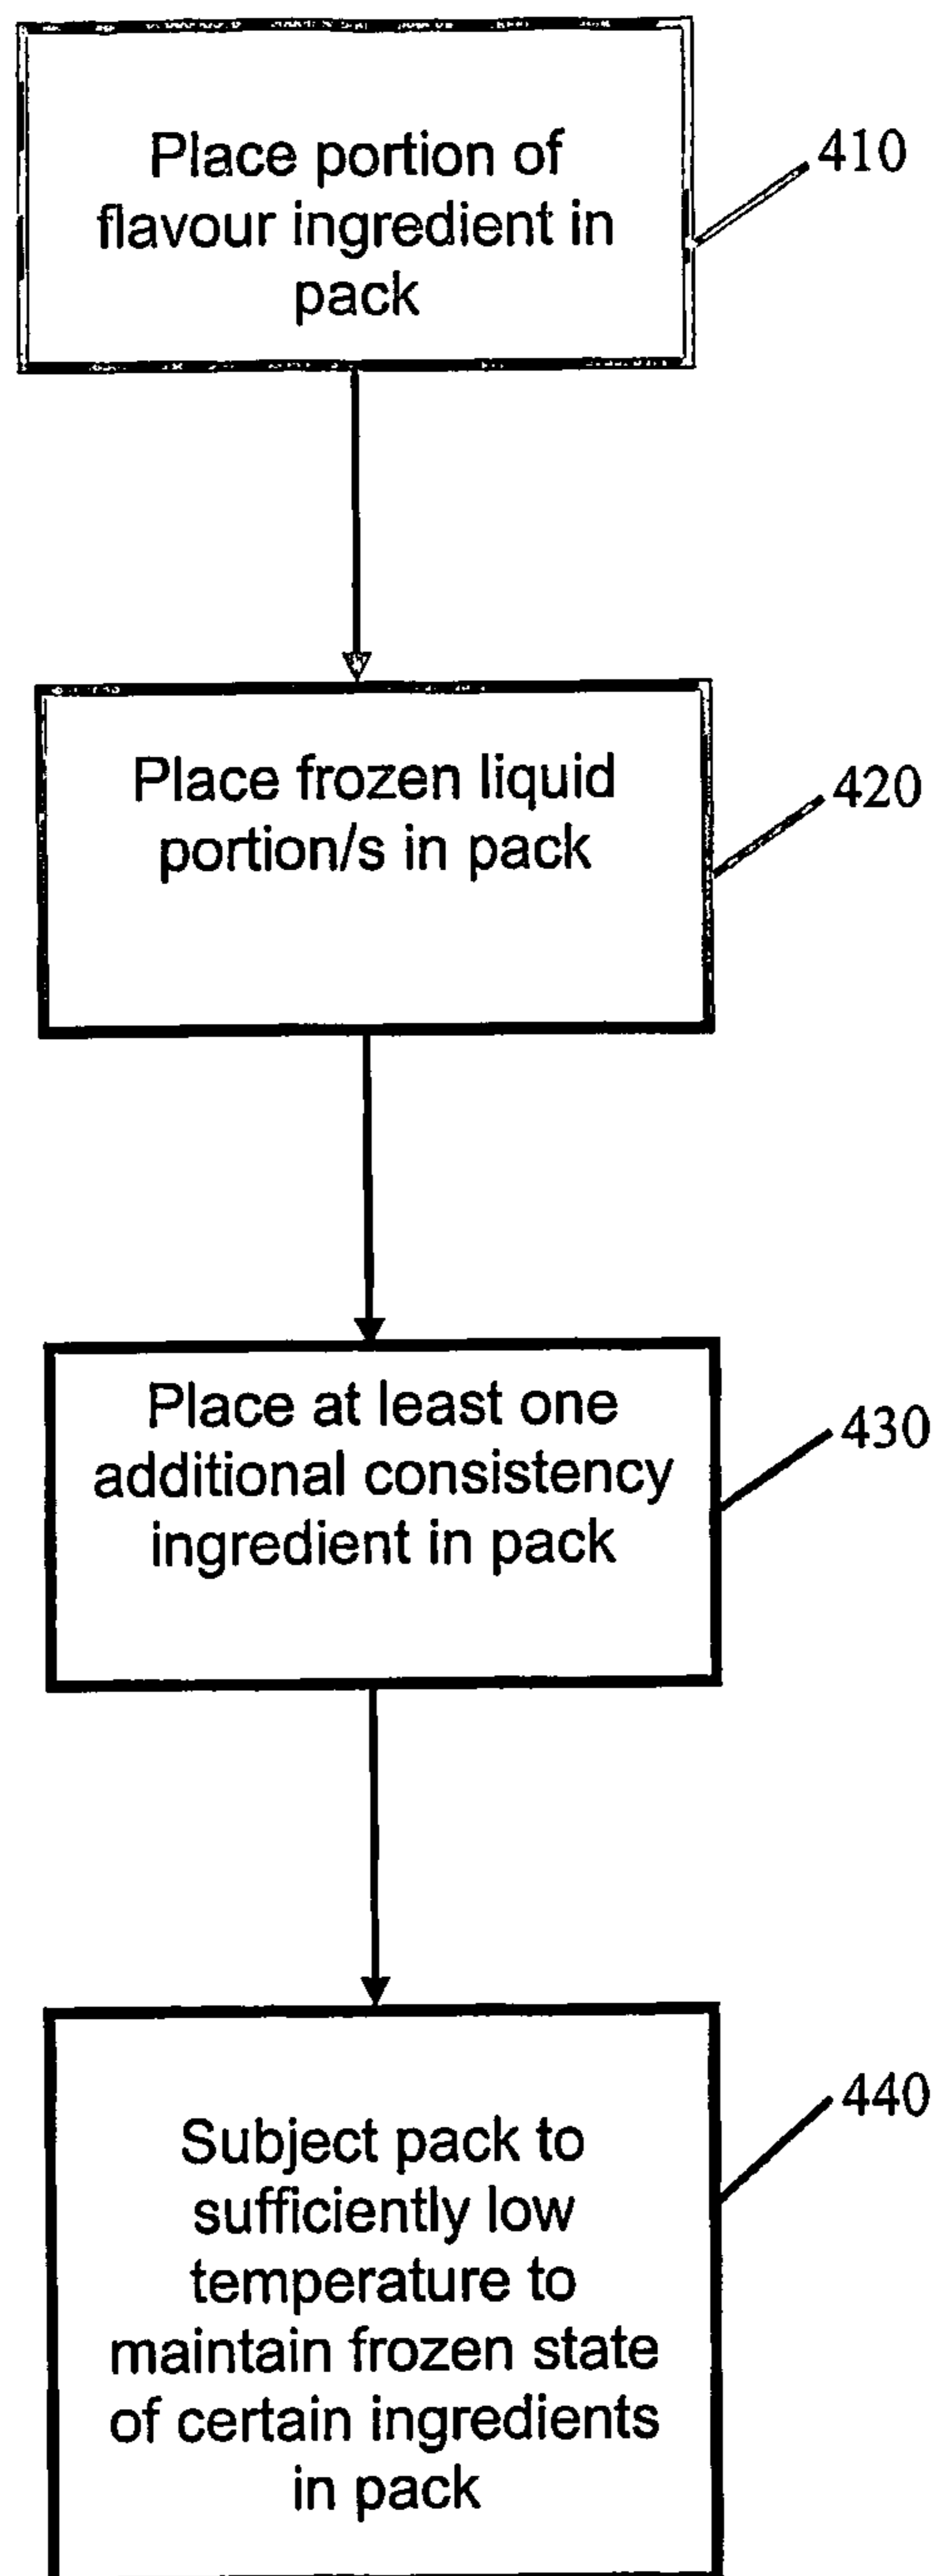 Place portion of
flavour ingredient in
pack
410
Place frozen liquid
portion/s in pack
420
Place at least one
additional consistency
ingredient in pack
430
Subject pack to
sufficiently low
temperature to
maintain frozen state
of certain ingredients
in pack
440